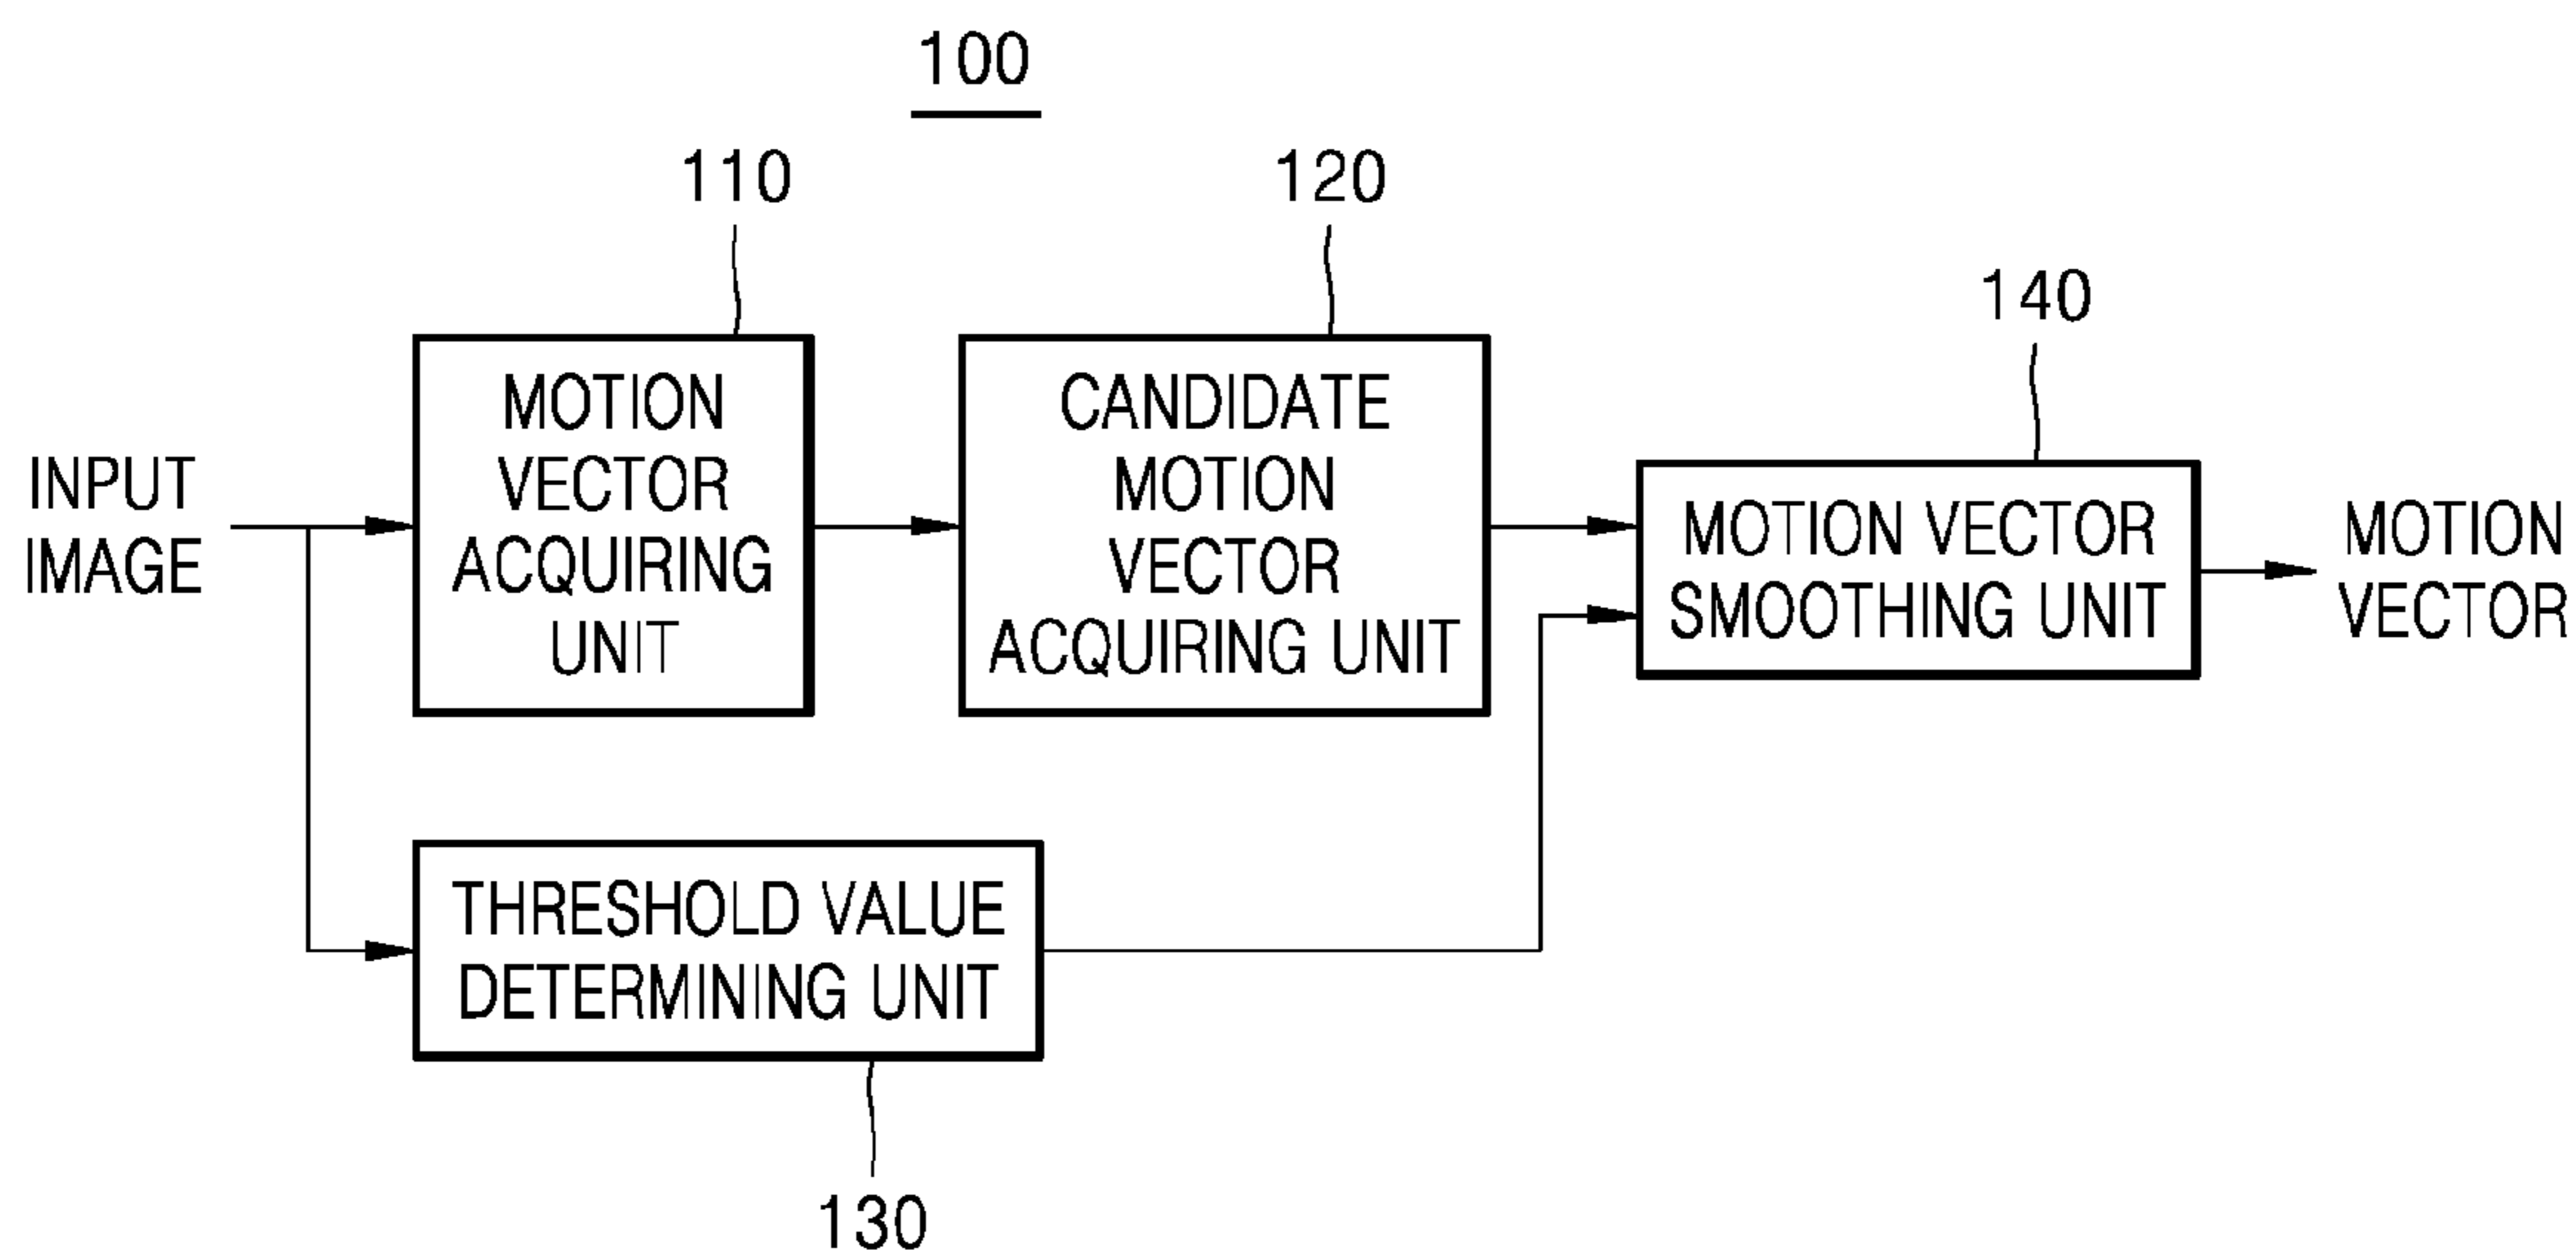 100
110
120
140
INPUT
IMAGE
MOTION
VECTOR
ACQUIRING
UNIT
CANDIDATE
MOTION
VECTOR
ACQUIRING UNIT
MOTION VECTOR
SMOOTHING UNIT
MOTION
VECTOR
THRESHOLD VALUE
DETERMINING UNIT
130